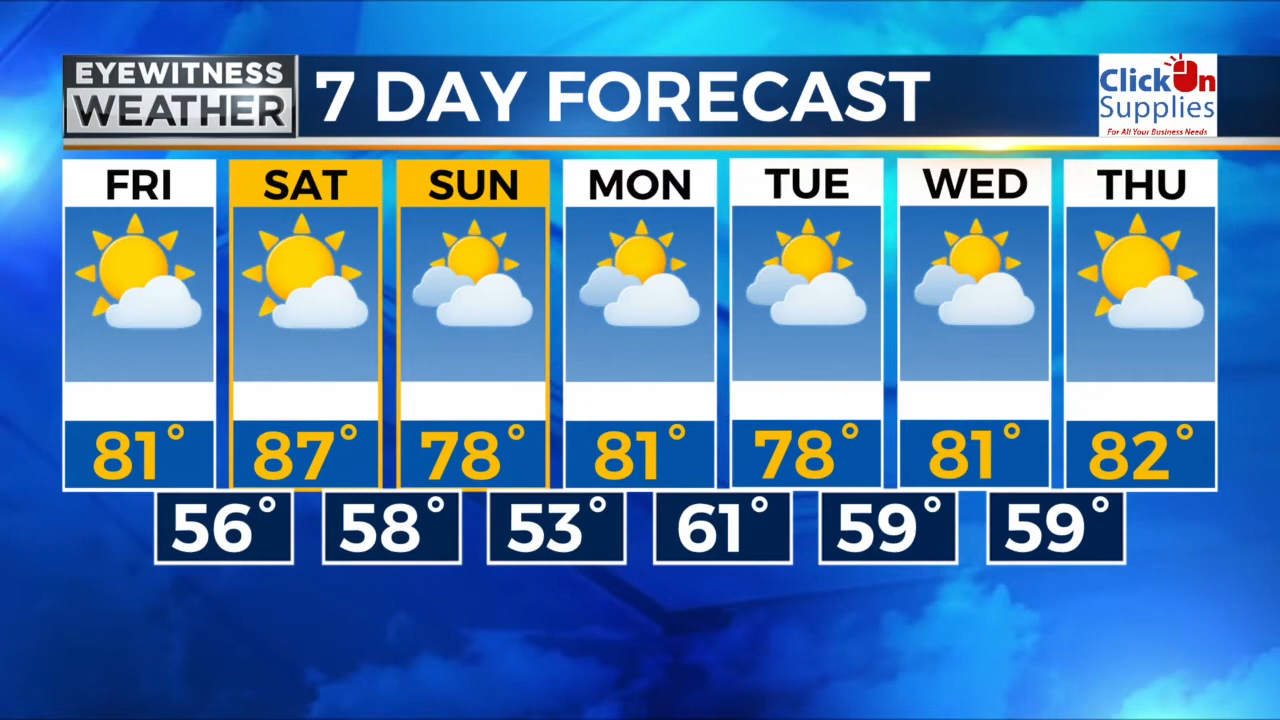 EYEWITNESS
WEATHER
7 DAY FORECAST
ClickOn
Supplies
For All Your Business Needs
FRI SAT SUN MON TUE WED THU
81° 87° 78° 81° 78° 81° 82°
56° 58° 53° 61° 59° 59°